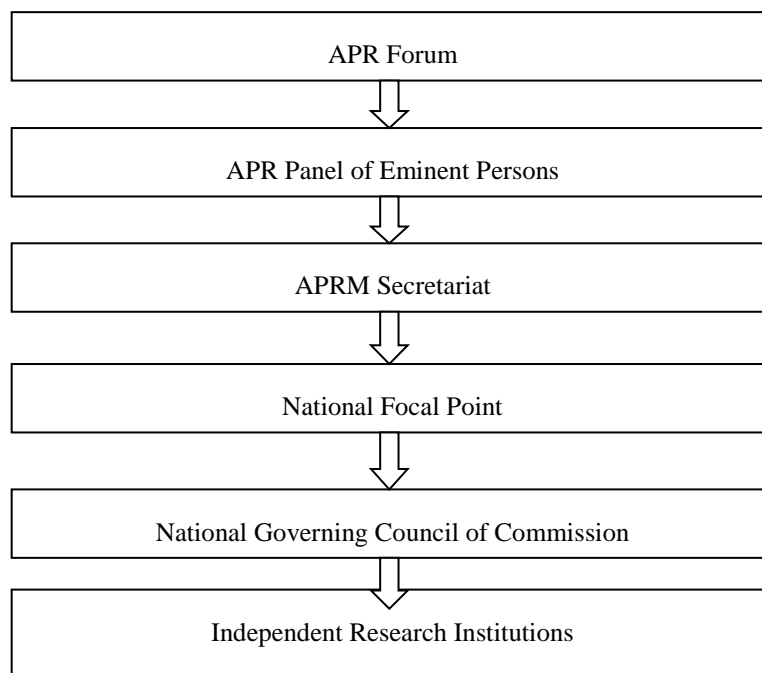 APR Forum
APR Panel of Eminent Persons
APRM Secretariat
National Focal Point
National Governing Council of Commission
Independent Research Institutions